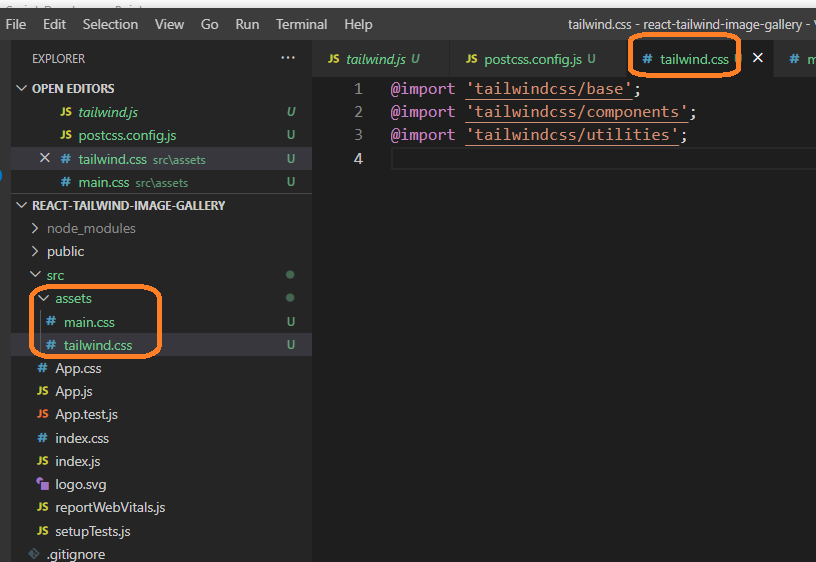 File Edit Selection View Go Run Terminal Help tailwind.css - react-tailwind-image-gallery -
EXPLORER ···
JS tailwind.js U JS postcss.config.js U # tailwind.css #
OPEN EDITORS
JS tailwind.js U
JS postcss.config.js U
# tailwind.css src\assets U
# main.css src\assets U
REACT-TAILWIND-IMAGE-GALLERY
node_modules
public
src
assets
# main.css U
# tailwind.css U
# App.css
JS App.js
JS App.test.js
# index.css
JS index.js
logo.svg
JS reportWebVitals.js
JS setupTests.js
.gitignore
1 @import 'tailwindcss/base';
2 @import 'tailwindcss/components';
3 @import 'tailwindcss/utilities';
4